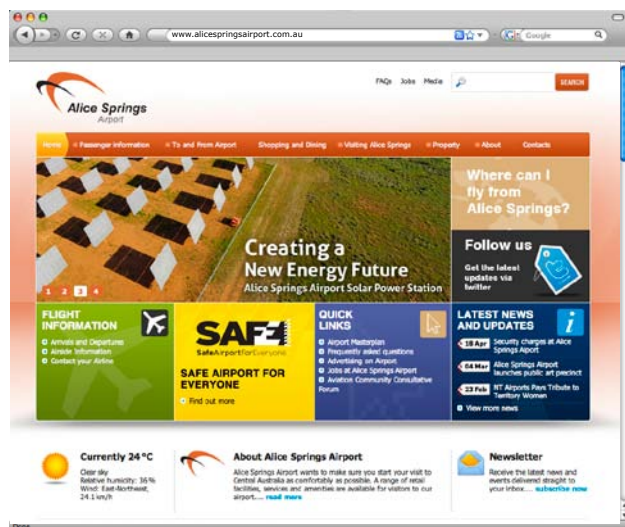 www.alicespringsairport.com.au
Google
FAQs Jobs Media
SEARCH
Alice Springs
Airport
Home Passenger Information To and From Airport Shopping and Dining Visiting Alice Springs Property About Contacts
Where can I
fly from
Alice Springs?
Follow us
Get the latest
updates via
twitter
Creating a
New Energy Future
Alice Springs Airport Solar Power Station
1 2 3 4
FLIGHT
INFORMATION
Arrivals and Departures
Airside Information
Contact your Airline
SAFE
SafeAirportforEveryone
SAFE AIRPORT FOR
EVERYONE
Find out more
QUICK
LINKS
Airport Masterplan
Frequently asked questions
Advertising on Airport
Jobs at Alice Springs Airport
Aviation Community Consultative
Forum
LATEST NEWS
AND UPDATES
i
18 Apr Security charges at Alice
Springs Aiport
04 Mar Alice Springs Airport
launches public art precinct
23 Feb NT Airports Pays Tribute to
Territory Women
View more news
Currently 24°C
Clear sky
Relative humidity: 36%
Wind: East-Northeast,
24.1 km/h
About Alice Springs Airport
Alice Springs Airport wants to make sure you start your visit to
Central Australia as comfortably as possible. A range of retail
facilities, services and amenities are available for visitors to our
airport.... read more
Newsletter
Receive the latest news and
events delivered straight to
your inbox.... subscribe now